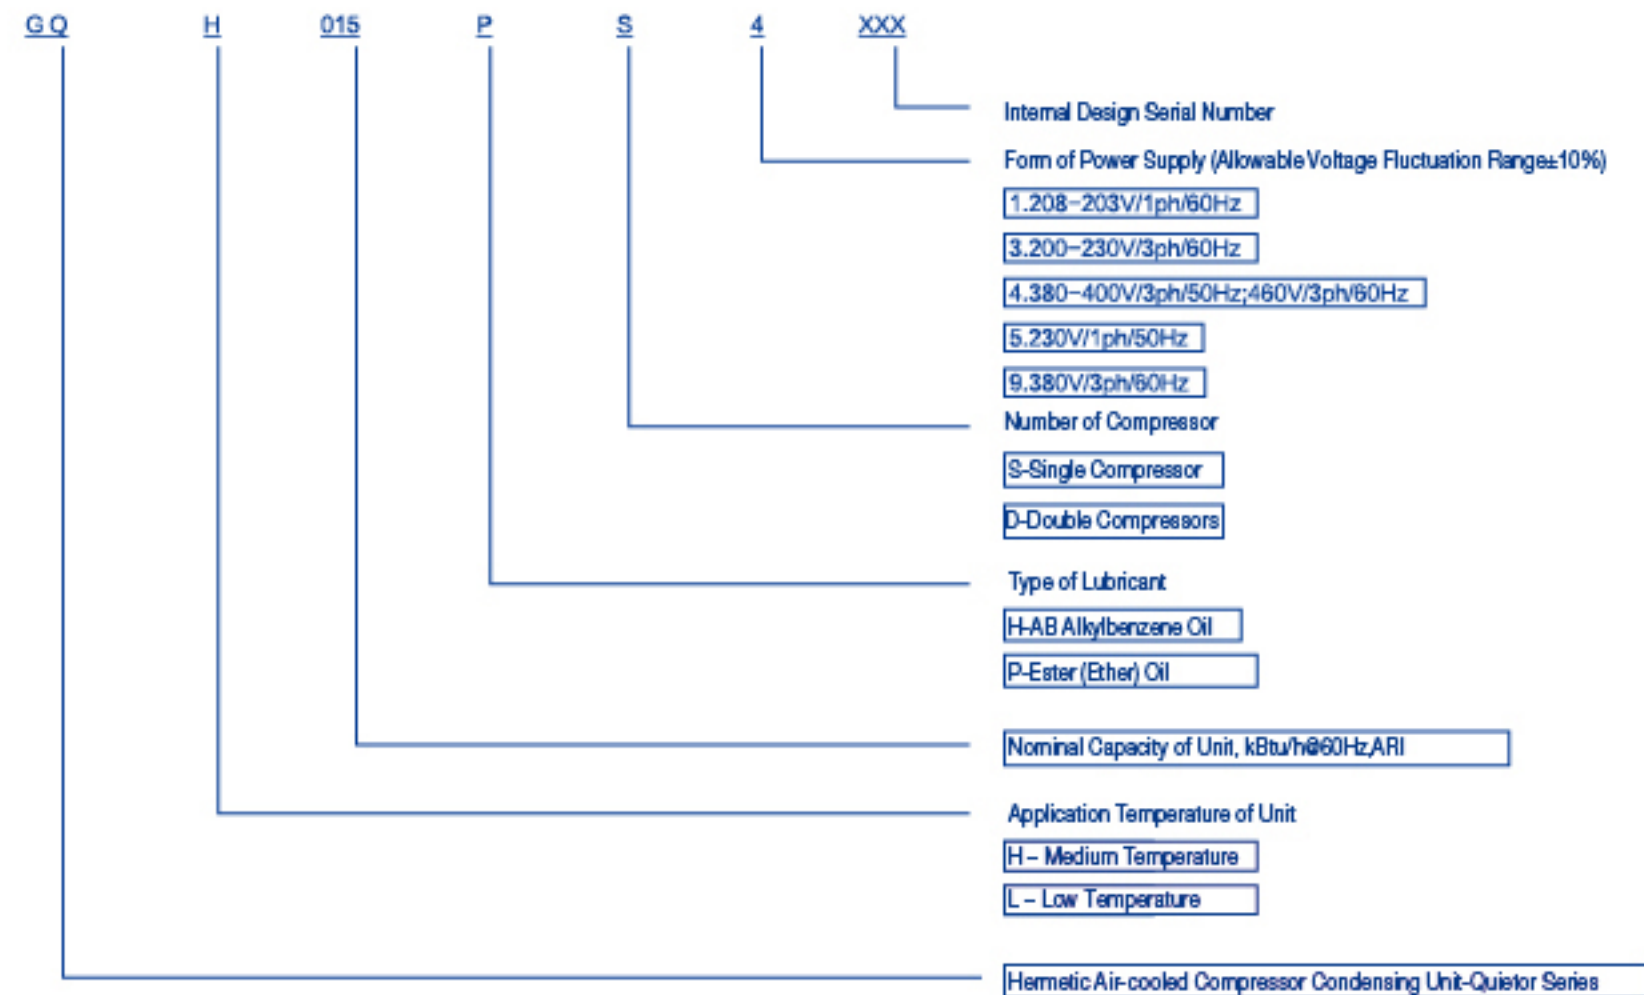 GQ H 015 P S 4 XXX
Internal Design Serial Number
Form of Power Supply (Allowable Voltage Fluctuation Range±10%)
1.208-203V/1ph/60Hz
3.200-230V/3ph/60Hz
4.380-400V/3ph/50Hz;460V/3ph/60Hz
5.230V/1ph/50Hz
9.380V/3ph/60Hz
Number of Compressor
S-Single Compressor
D-Double Compressors
Type of Lubricant
H-AB Alkylbenzene Oil
P-Ester (Ether) Oil
Nominal Capacity of Unit, kBtu/h@60Hz,ARI
Application Temperature of Unit
H – Medium Temperature
L – Low Temperature
Hermetic Air-cooled Compressor Condensing Unit-Quietor Series